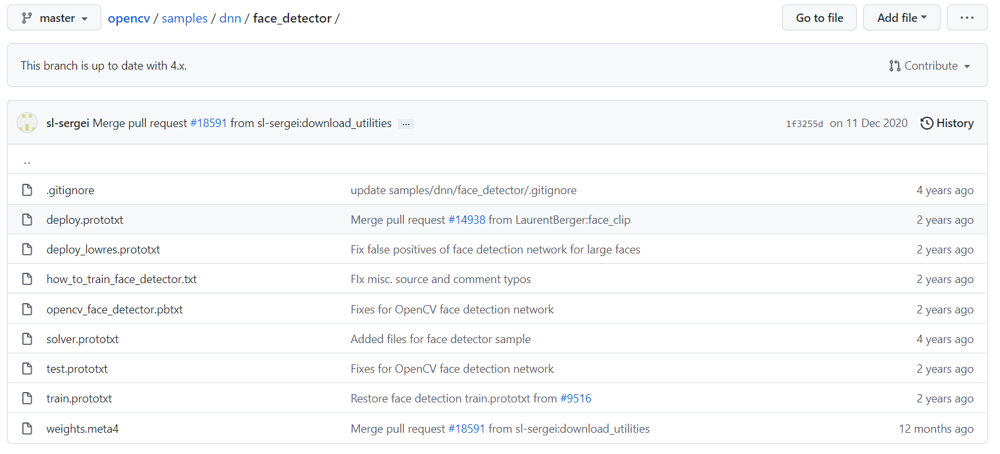 master opencv / samples / dnn / face_detector / Go to file Add file ...
This branch is up to date with 4.x. Contribute
sl-sergei Merge pull request #18591 from sl-sergei:download_utilities ... 1f3255d on 11 Dec 2020 History
..
.gitignore update samples/dnn/face_detector/.gitignore 4 years ago
deploy.prototxt Merge pull request #14938 from LaurentBerger:face_clip 2 years ago
deploy_lowres.prototxt Fix false positives of face detection network for large faces 2 years ago
how_to_train_face_detector.txt FIx misc. source and comment typos 2 years ago
opencv_face_detector.pbtxt Fixes for OpenCV face detection network 2 years ago
solver.prototxt Added files for face detector sample 4 years ago
test.prototxt Fixes for OpenCV face detection network 2 years ago
train.prototxt Restore face detection train.prototxt from #9516 2 years ago
weights.meta4 Merge pull request #18591 from sl-sergei:download_utilities 12 months ago